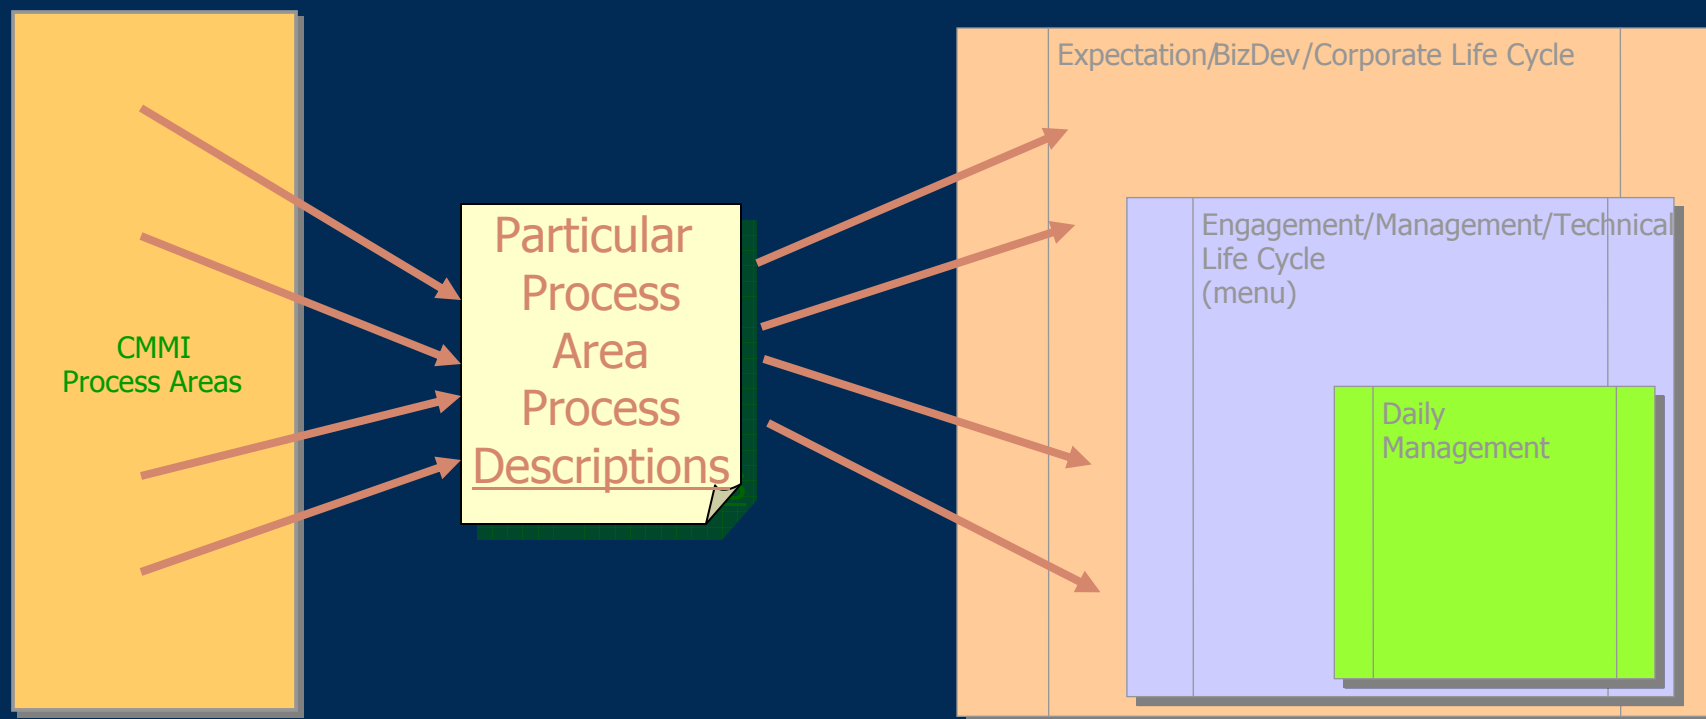 CMMI
Process Areas
Particular
Process
Area
Process
Descriptions
Expectation/BizDev/Corporate Life Cycle
Engagement/Management/Technical
Life Cycle
(menu)
Daily
Management